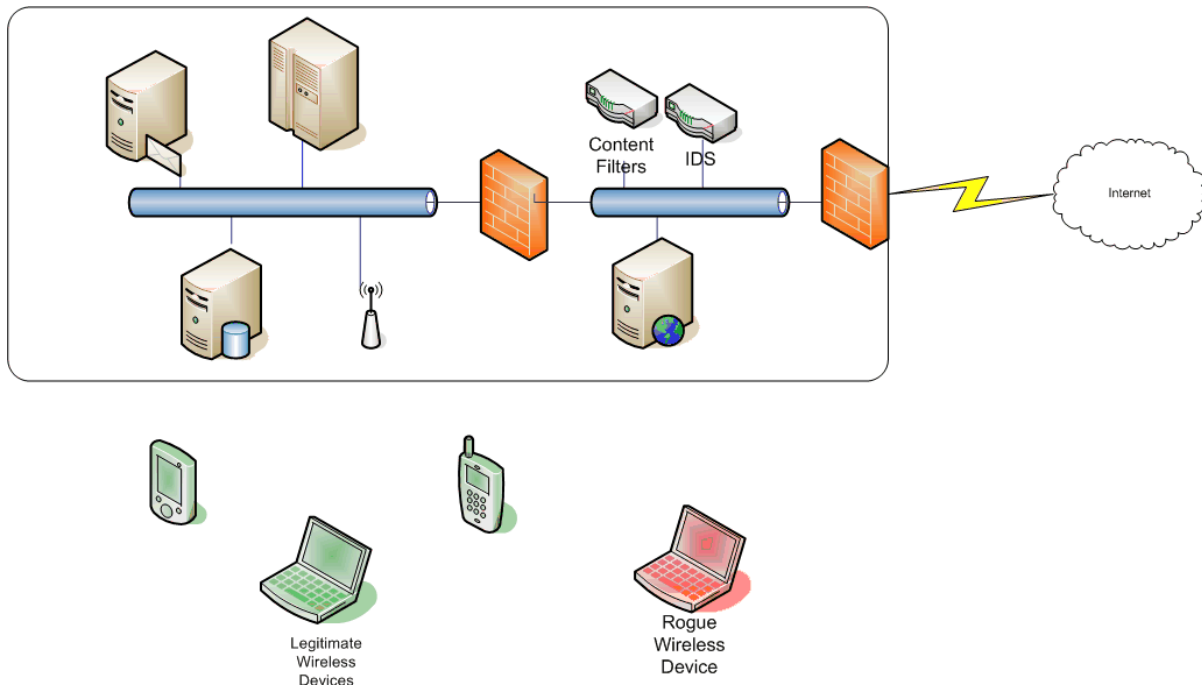 Content
Filters
IDS
Internet
Legitimate
Wireless
Devices
Rogue
Wireless
Device